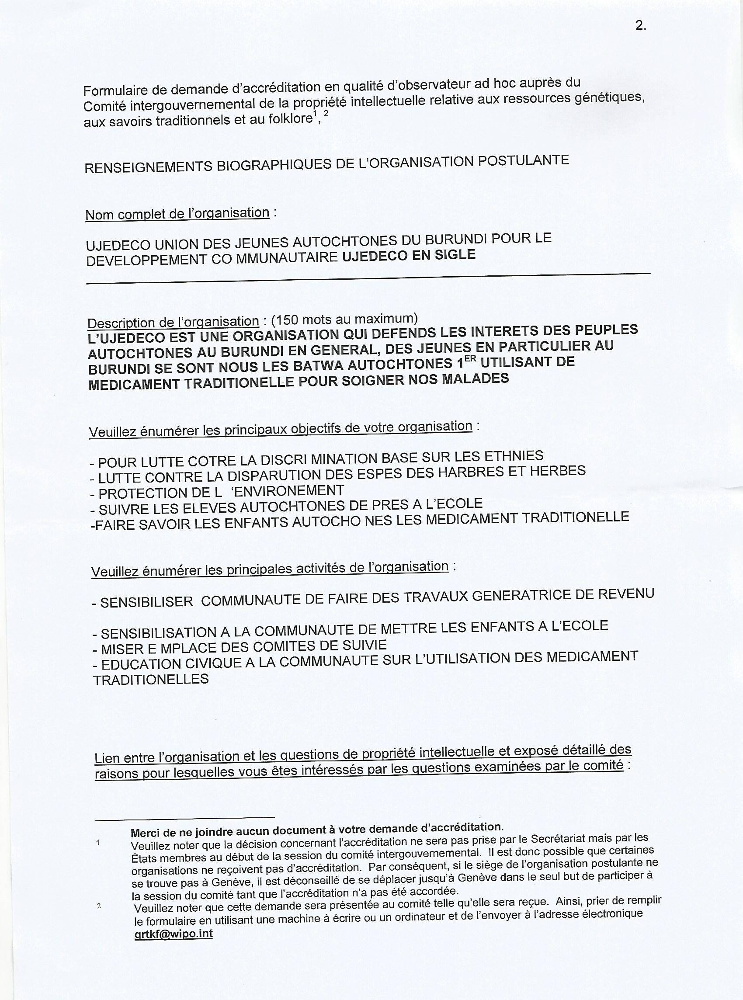 2.
Formulaire de demande d'accréditation en qualité d'observateur ad hoc auprès du
Comité intergouvernemental de la propriété intellectuelle relative aux ressources génétiques,
aux savoirs traditionnels et au folklore¹, ²
RENSEIGNEMENTS BIOGRAPHIQUES DE L'ORGANISATION POSTULANTE
Nom complet de l'organisation :
UJEDECO UNION DES JEUNES AUTOCHTONES DU BURUNDI POUR LE
DEVELOPPEMENT CO MMUNAUTAIRE UJEDECO EN SIGLE
Description de l'organisation : (150 mots au maximum)
L'UJEDECO EST UNE ORGANISATION QUI DEFENDS LES INTERETS DES PEUPLES
AUTOCHTONES AU BURUNDI EN GENERAL, DES JEUNES EN PARTICULIER AU
BURUNDI SE SONT NOUS LES BATWA AUTOCHTONES 1ER UTILISANT DE
MEDICAMENT TRADITIONELLE POUR SOIGNER NOS MALADES
Veuillez énumérer les principaux objectifs de votre organisation :
- POUR LUTTE COTRE LA DISCRI MINATION BASE SUR LES ETHNIES
- LUTTE CONTRE LA DISPARUTION DES ESPES DES HARBRES ET HERBES
- PROTECTION DE L 'ENVIRONEMENT
- SUIVRE LES ELEVES AUTOCHTONES DE PRES A L'ECOLE
-FAIRE SAVOIR LES ENFANTS AUTOCHO NES LES MEDICAMENT TRADITIONELLE
Veuillez énumérer les principales activités de l'organisation :
- SENSIBILISER COMMUNAUTE DE FAIRE DES TRAVAUX GENERATRICE DE REVENU
- SENSIBILISATION A LA COMMUNAUTE DE METTRE LES ENFANTS A L'ECOLE
- MISER E MPLACE DES COMITES DE SUIVIE
- EDUCATION CIVIQUE A LA COMMUNAUTE SUR L'UTILISATION DES MEDICAMENT
TRADITIONELLES
Lien entre l'organisation et les questions de propriété intellectuelle et exposé détaillé des
raisons pour lesquelles vous êtes intéressés par les questions examinées par le comité :
Merci de ne joindre aucun document à votre demande d'accréditation.
1 Veuillez noter que la décision concernant l'accréditation ne sera pas prise par le Secrétariat mais par les
États membres au début de la session du comité intergouvernemental. Il est donc possible que certaines
organisations ne reçoivent pas d'accréditation. Par conséquent, si le siège de l'organisation postulante ne
se trouve pas à Genève, il est déconseillé de se déplacer jusqu'à Genève dans le seul but de participer à
la session du comité tant que l'accréditation n'a pas été accordée.
2 Veuillez noter que cette demande sera présentée au comité telle qu'elle sera reçue. Ainsi, prier de remplir
le formulaire en utilisant une machine à écrire ou un ordinateur et de l'envoyer à l'adresse électronique
grtkf@wipo.int